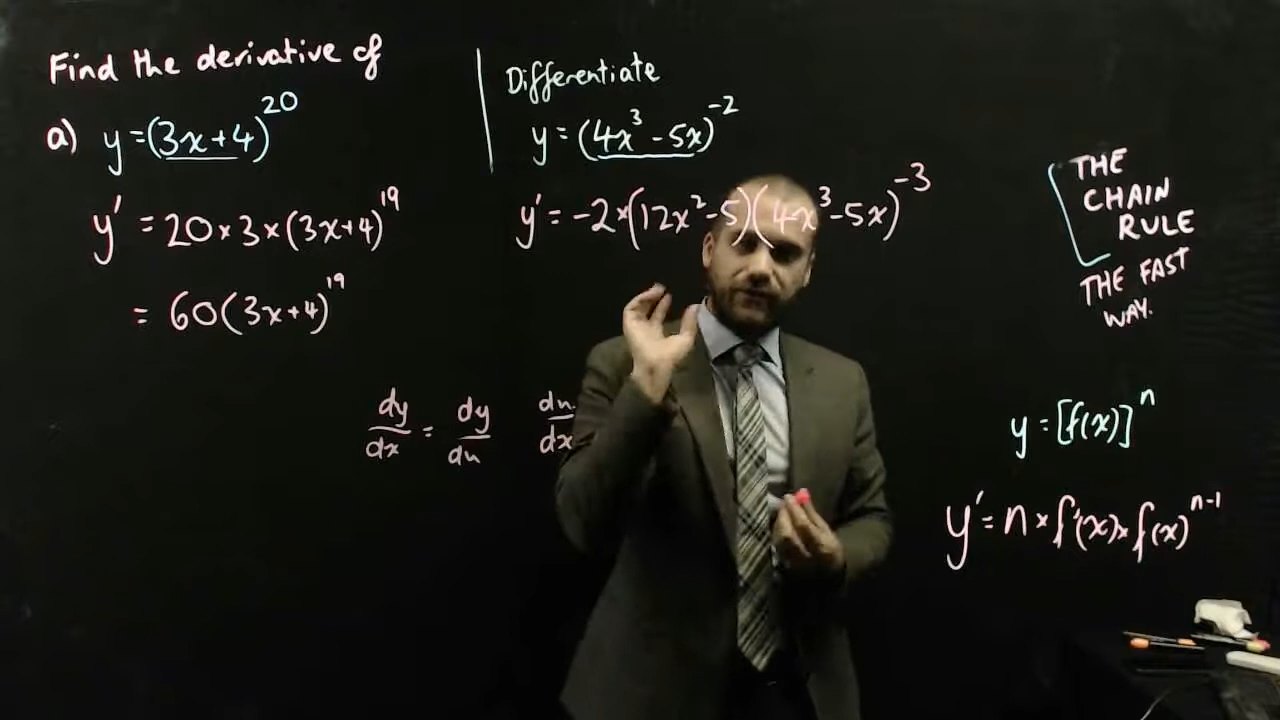 Find the derivative of
a) y=(3x+4)^20
y' = 20×3×(3x+4)^19
= 60(3x+4)^19
Differentiate
y = (4x^3 -5x)^-2
y' = -2×(12x^2-5)(4x^3-5x)^-3
dy/dx = dy/du du/dx
THE
CHAIN
RULE
THE FAST
WAY.
y = [f(x)]^n
y' = n×f'(x)×f(x)^n-1